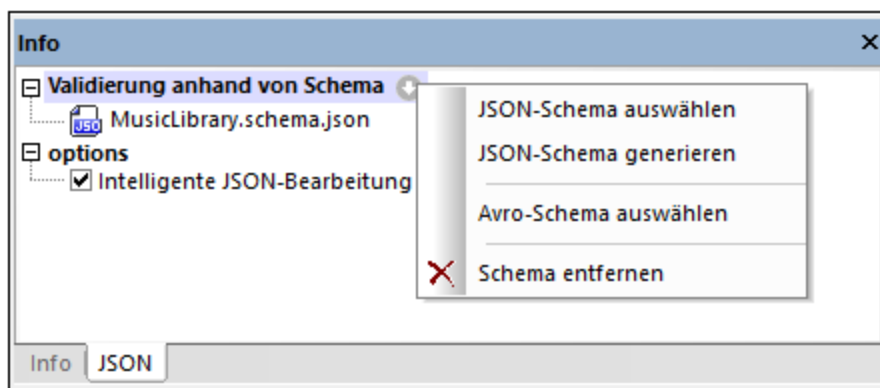 Info
Validierung anhand von Schema
JSO
MusicLibrary.schema.json
options
Intelligente JSON-Bearbeitung
JSON-Schema auswählen
JSON-Schema generieren
Avro-Schema auswählen
Schema entfernen
Info
JSON